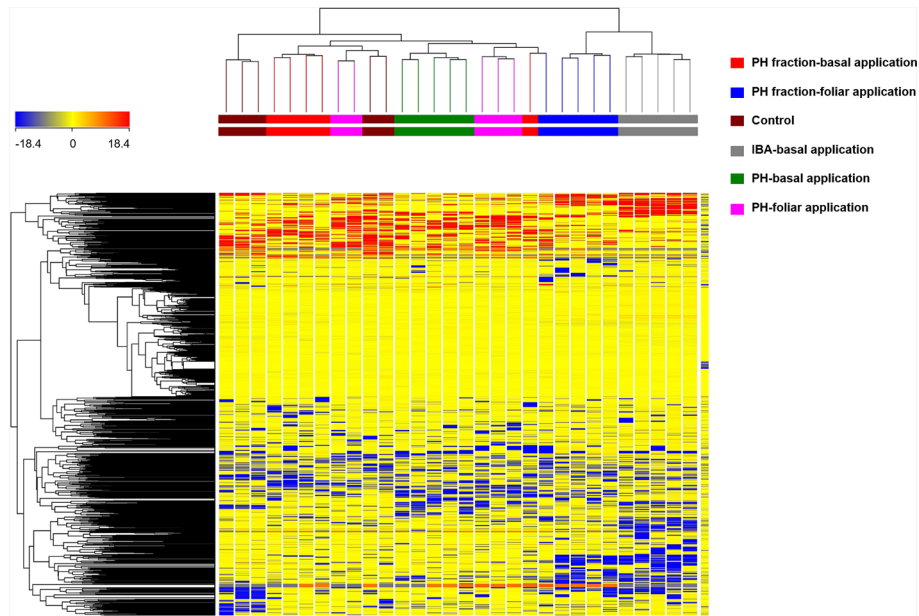 PH fraction-basal application
PH fraction-foliar application
Control
IBA-basal application
PH-basal application
PH-foliar application
-18.4 0 18.4